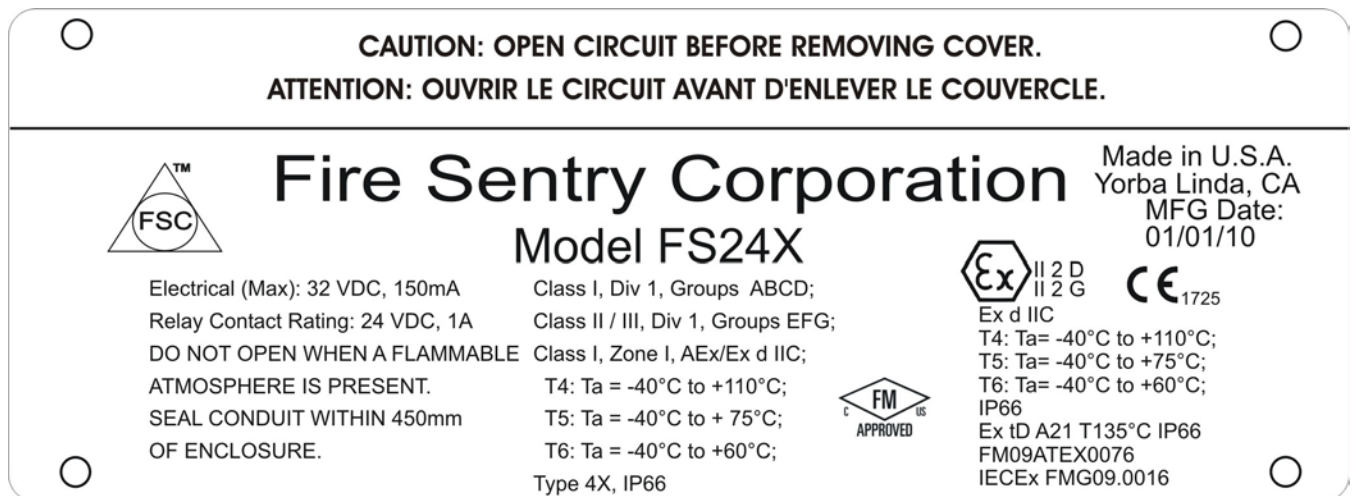 CAUTION: OPEN CIRCUIT BEFORE REMOVING COVER.
ATTENTION: OUVRIR LE CIRCUIT AVANT D'ENLEVER LE COUVERCLE.
TM
FSC
Fire Sentry Corporation
Model FS24X
Made in U.S.A.
Yorba Linda, CA
MFG Date:
01/01/10
Electrical (Max): 32 VDC, 150mA
Relay Contact Rating: 24 VDC, 1A
DO NOT OPEN WHEN A FLAMMABLE
ATMOSPHERE IS PRESENT.
SEAL CONDUIT WITHIN 450mm
OF ENCLOSURE.
Class I, Div 1, Groups ABCD;
Class II / III, Div 1, Groups EFG;
Class I, Zone I, AEx/Ex d IIC;
T4: Ta = -40°C to +110°C;
T5: Ta = -40°C to + 75°C;
T6: Ta = -40°C to +60°C;
Type 4X, IP66
C FM US
APPROVED
Ex
II 2 D
II 2 G
CE 1725
Ex d IIC
T4: Ta= -40°C to +110°C;
T5: Ta= -40°C to +75°C;
T6: Ta= -40°C to +60°C;
IP66
Ex tD A21 T135°C IP66
FM09ATEX0076
IECEx FMG09.0016